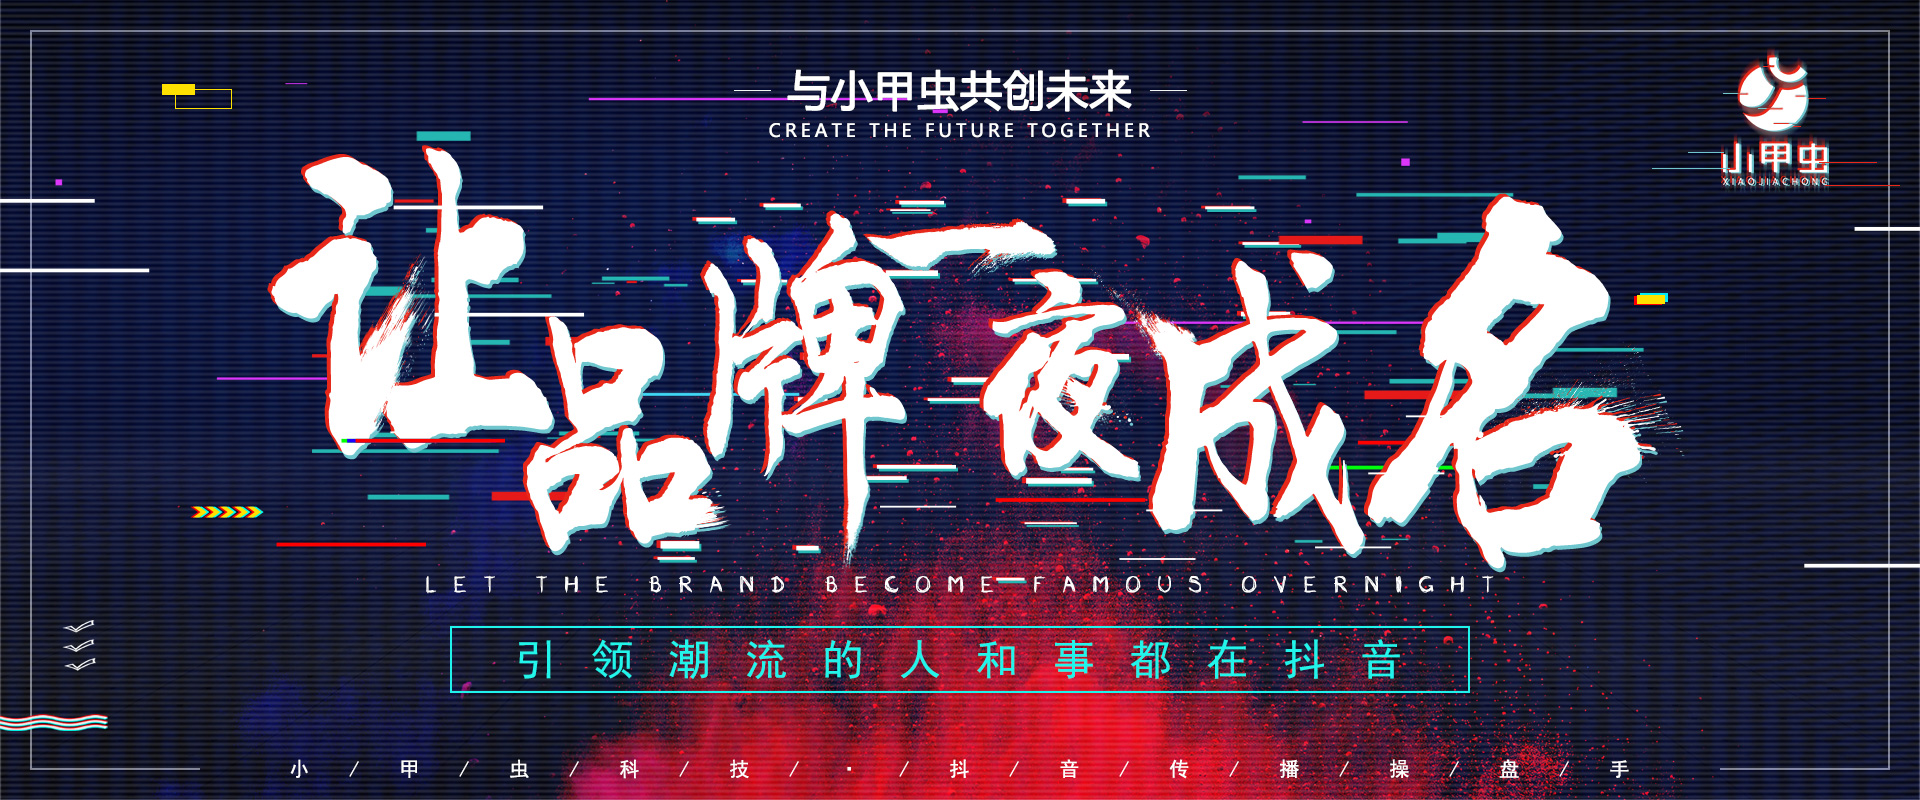 与小甲虫共创未来
CREATE THE FUTURE TOGETHER
小甲虫
XIAOJIACHONG
让品牌一夜成名
LET THE BRAND BECOME FAMOUS OVERNIGHT
引领潮流的人和事都在抖音
小/甲/虫/科/技/·/抖/音/传/播/操/盘/手